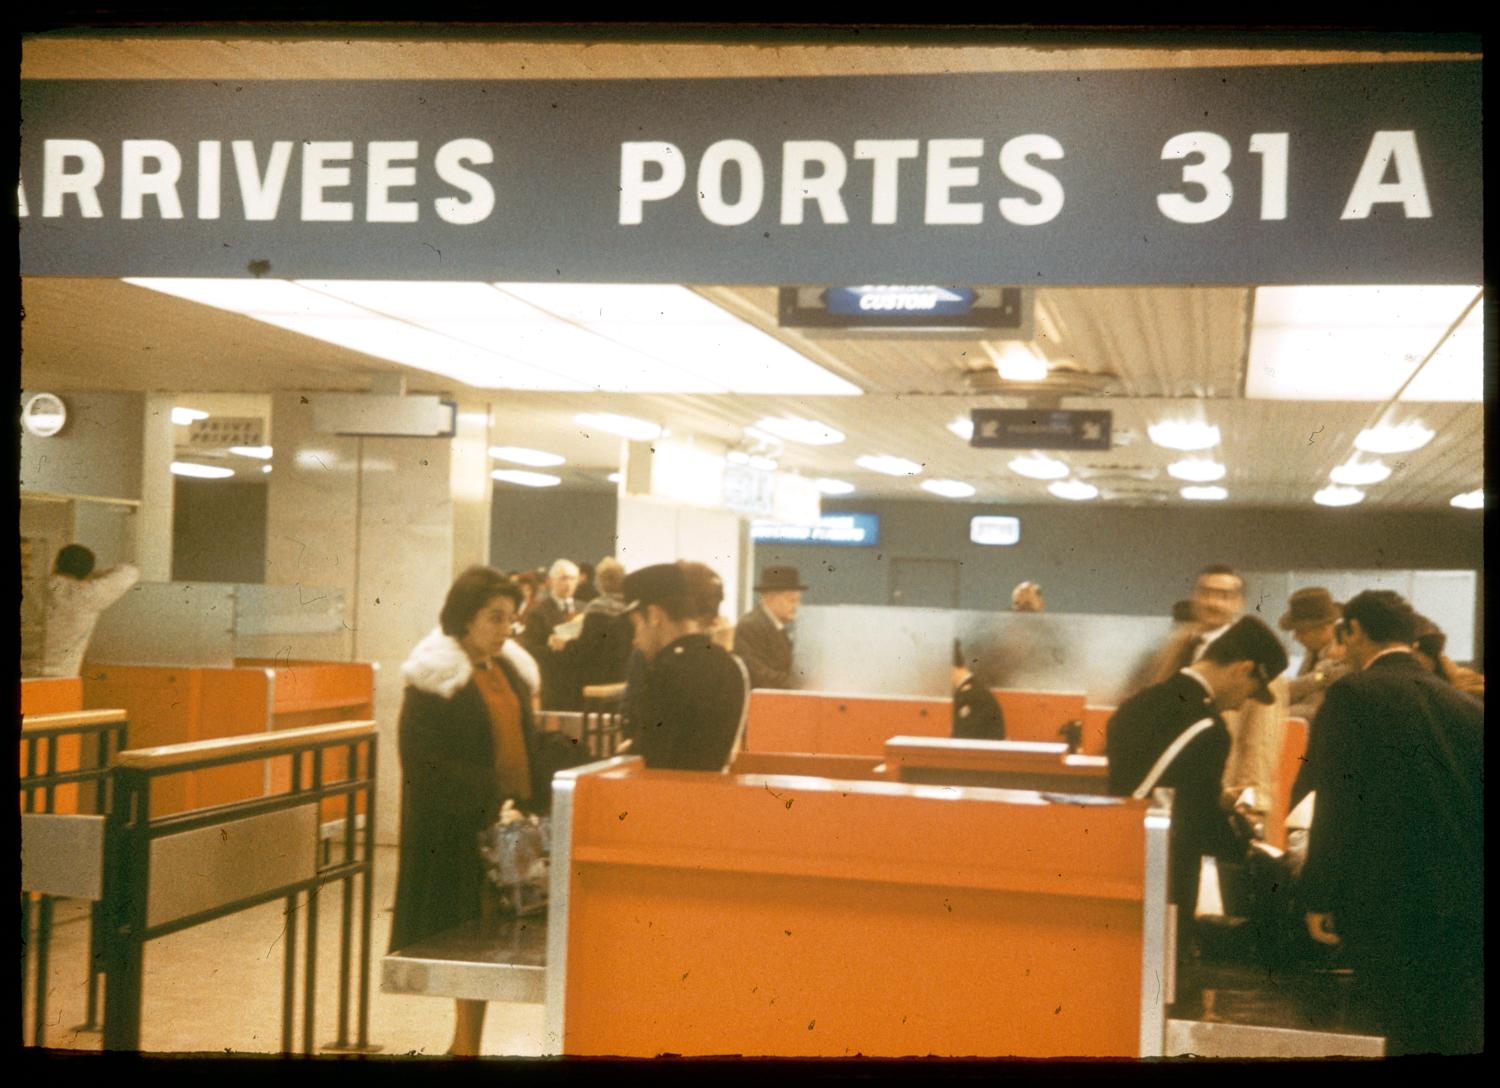 ARRIVEES PORTES 31 A
CUSTOM
PRIVE
PRIVATE